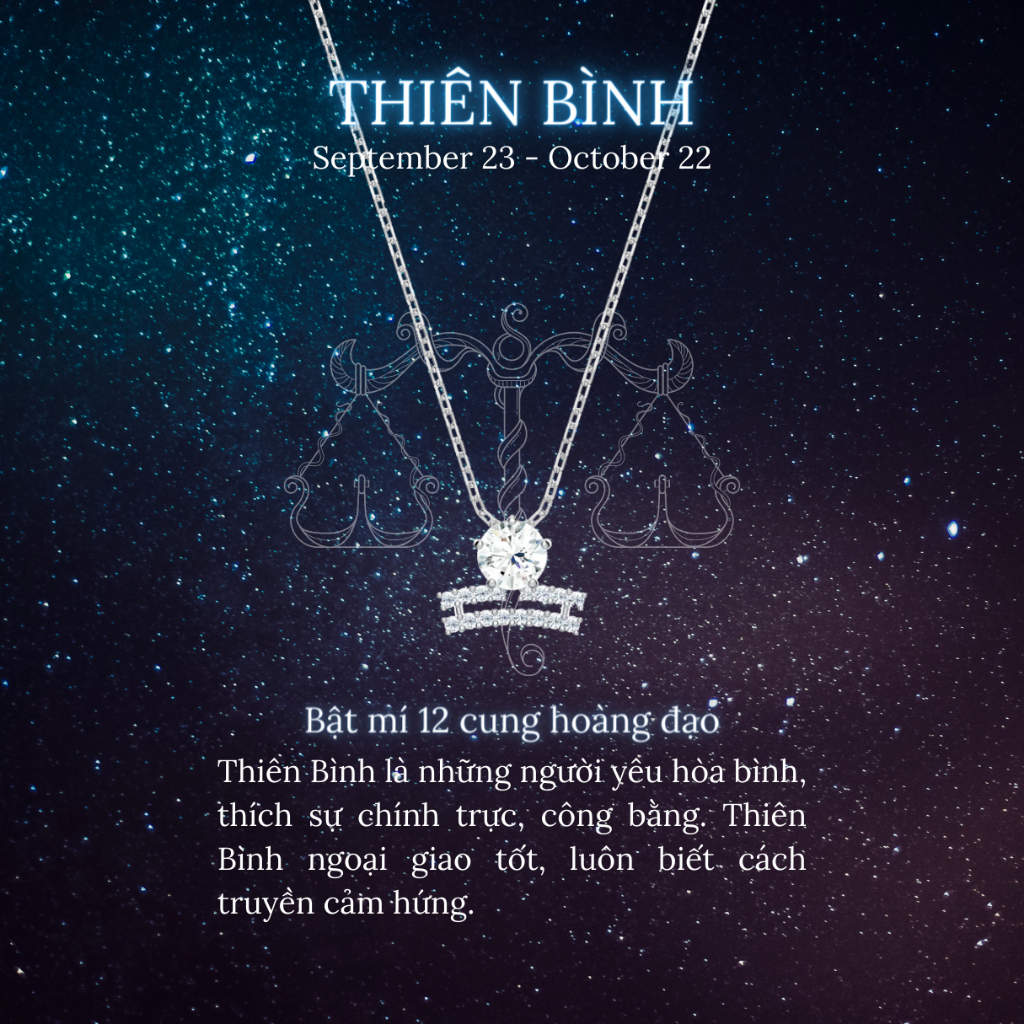 THIÊN BÌNH
September 23 - October 22
Bật mí 12 cung hoàng đạo
Thiên Bình là những người yêu hòa bình,
thích sự chính trực, công bằng. Thiên
Bình ngoại giao tốt, luôn biết cách
truyền cảm hứng.